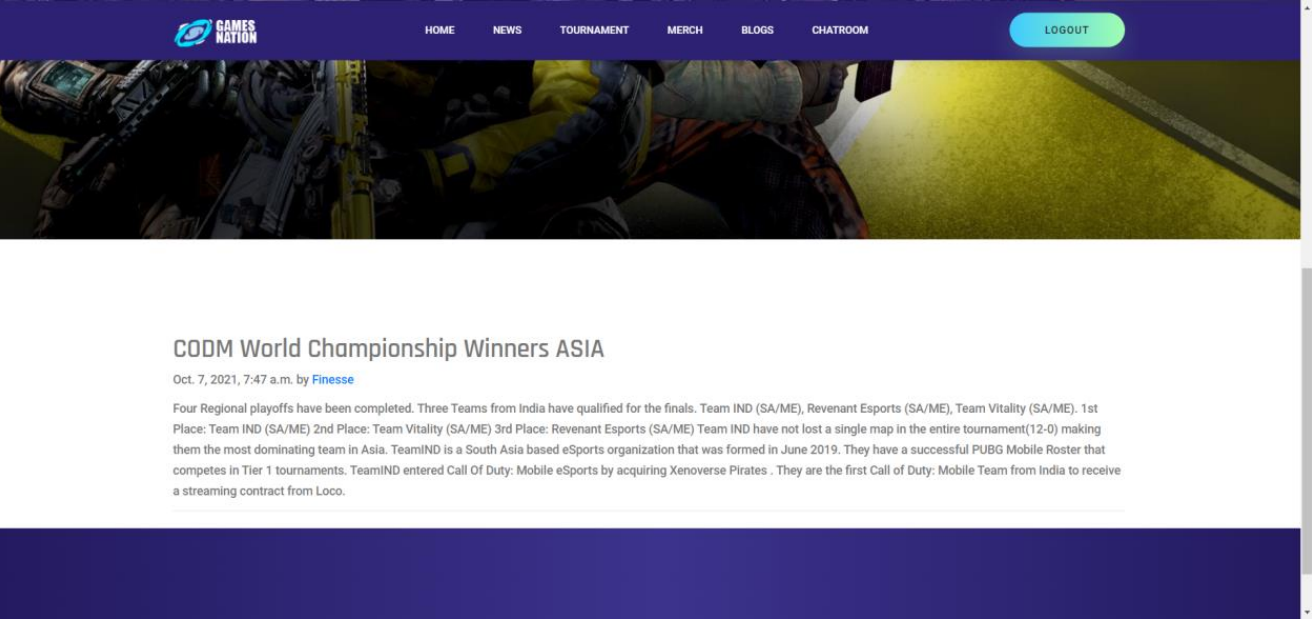 GAMES
NATION
HOME NEWS TOURNAMENT MERCH BLOGS CHATROOM LOGOUT
CODM World Championship Winners ASIA
Oct. 7, 2021, 7:47 a.m. by Finesse
Four Regional playoffs have been completed. Three Teams from India have qualified for the finals. Team IND (SA/ME), Revenant Esports (SA/ME), Team Vitality (SA/ME). 1st
Place: Team IND (SA/ME) 2nd Place: Team Vitality (SA/ME) 3rd Place: Revenant Esports (SA/ME) Team IND have not lost a single map in the entire tournament(12-0) making
them the most dominating team in Asia. TeamIND is a South Asia based eSports organization that was formed in June 2019. They have a successful PUBG Mobile Roster that
competes in Tier 1 tournaments. TeamIND entered Call Of Duty: Mobile eSports by acquiring Xenoverse Pirates . They are the first Call of Duty: Mobile Team from India to receive
a streaming contract from Loco.